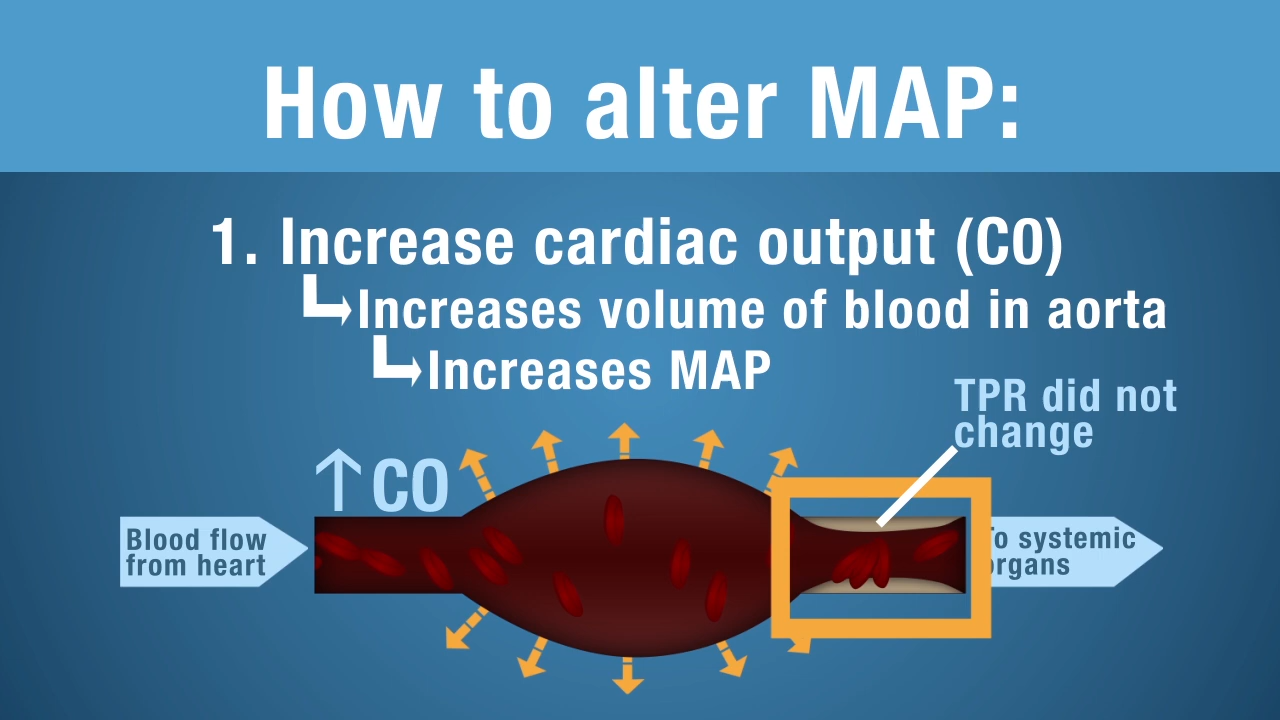 How to alter MAP:
1. Increase cardiac output (CO)
Increases volume of blood in aorta
Increases MAP
TPR did not
change
↑CO
Blood flow
from heart
To systemic
organs